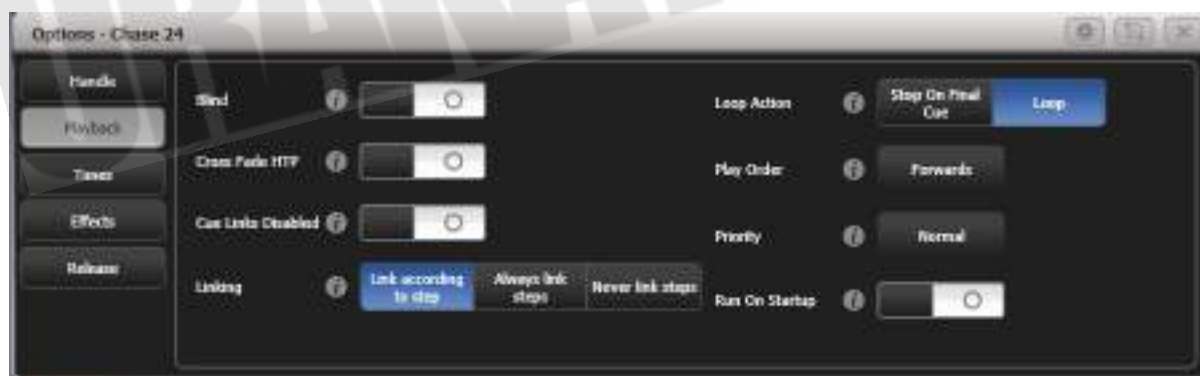 Options - Chase 24
Handle
Playback
Times
Effects
Release
Blind
Cross Fade HTP
Cue Links Disabled
Linking
Link according
to step
Always link
steps
Never link steps
Loop Action
Stop On Final
Cue
Loop
Play Order
Forwards
Priority
Normal
Run On Startup